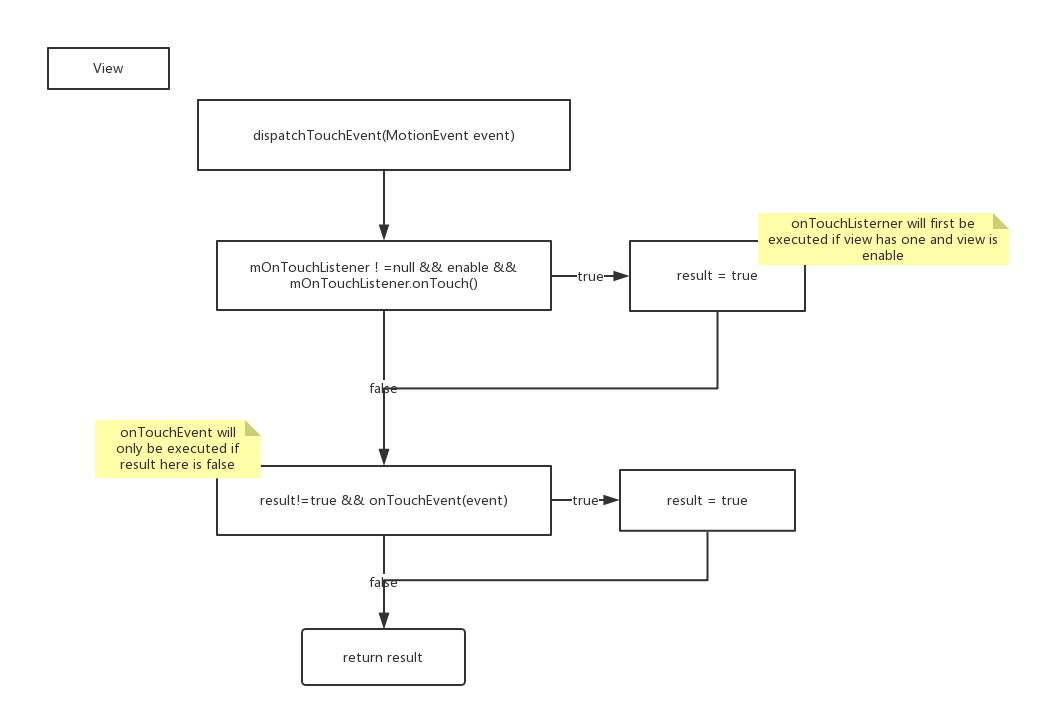 View
dispatchTouchEvent(MotionEvent event)
onTouchListerner will first be
executed if view has one and view is
enable
mOnTouchListener ! =null && enable &&
mOnTouchListener.onTouch()
true
result = true
false
onTouchEvent will
only be executed if
result here is false
result!=true && onTouchEvent(event)
true
result = true
false
return result